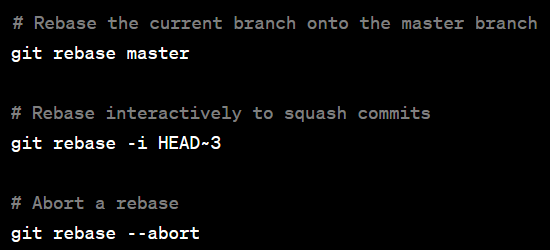 # Rebase the current branch onto the master branch
git rebase master
# Rebase interactively to squash commits
git rebase -i HEAD~3
# Abort a rebase
git rebase --abort